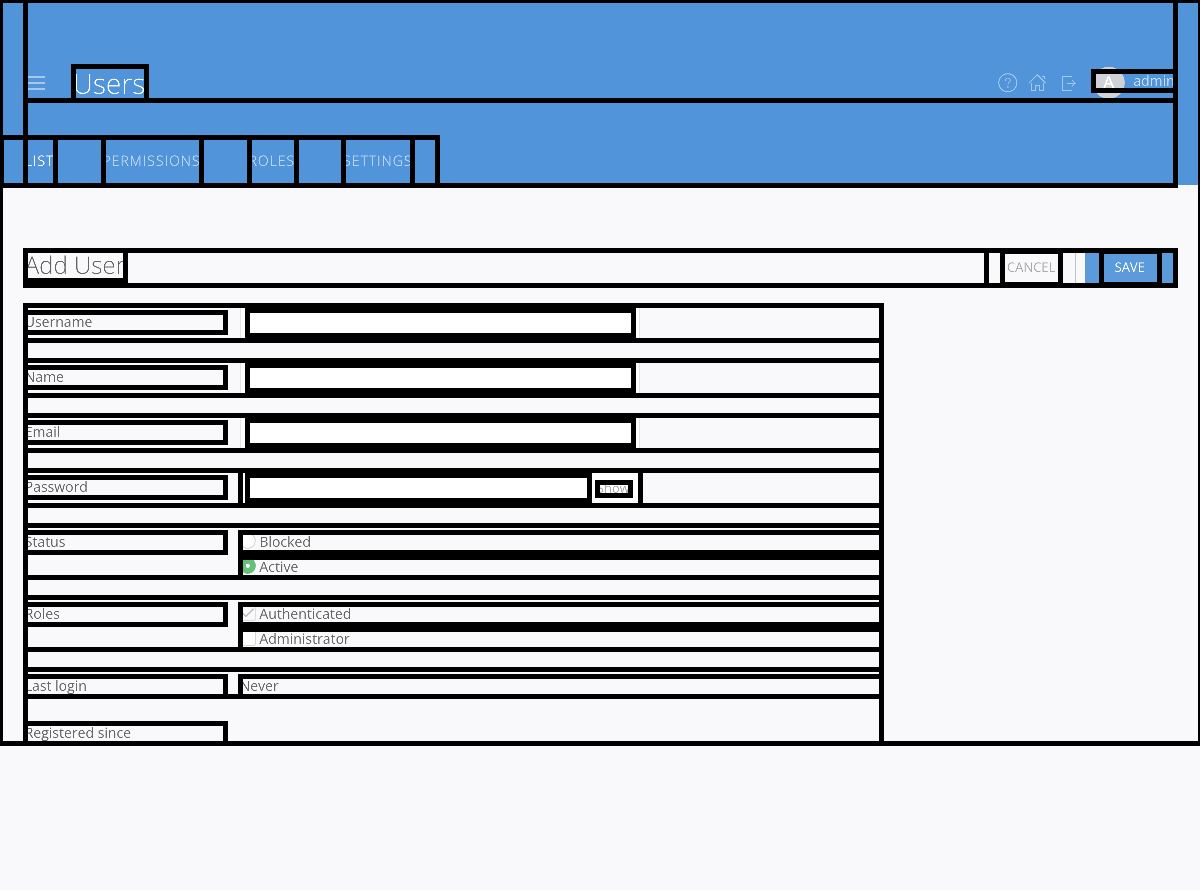 Users
A admin
LIST PERMISSIONS ROLES SETTINGS
Add User CANCEL SAVE
Username
Name
Email
Password Show
Status Blocked
Active
Roles Authenticated
Administrator
Last login Never
Registered since